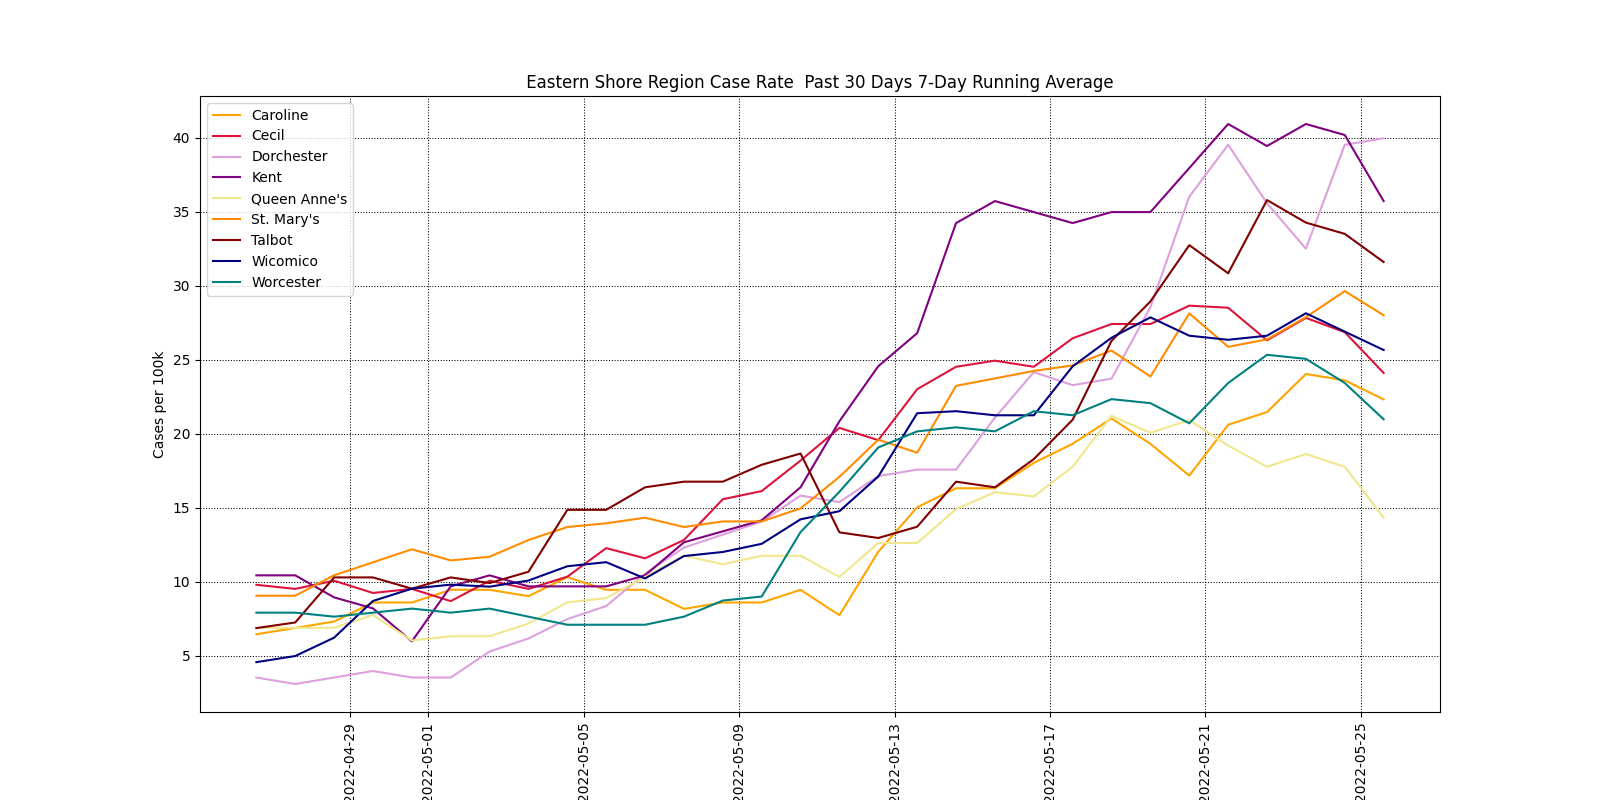 Eastern Shore Region Case Rate  Past 30 Days 7-Day Running Average
Caroline
Cecil
Dorchester
Kent
Queen Anne's
St. Mary's
Talbot
Wicomico
Worcester
Cases per 100k
40
35
30
25
20
15
10
5
2022-04-29
2022-05-01
2022-05-05
2022-05-09
2022-05-13
2022-05-17
2022-05-21
2022-05-25